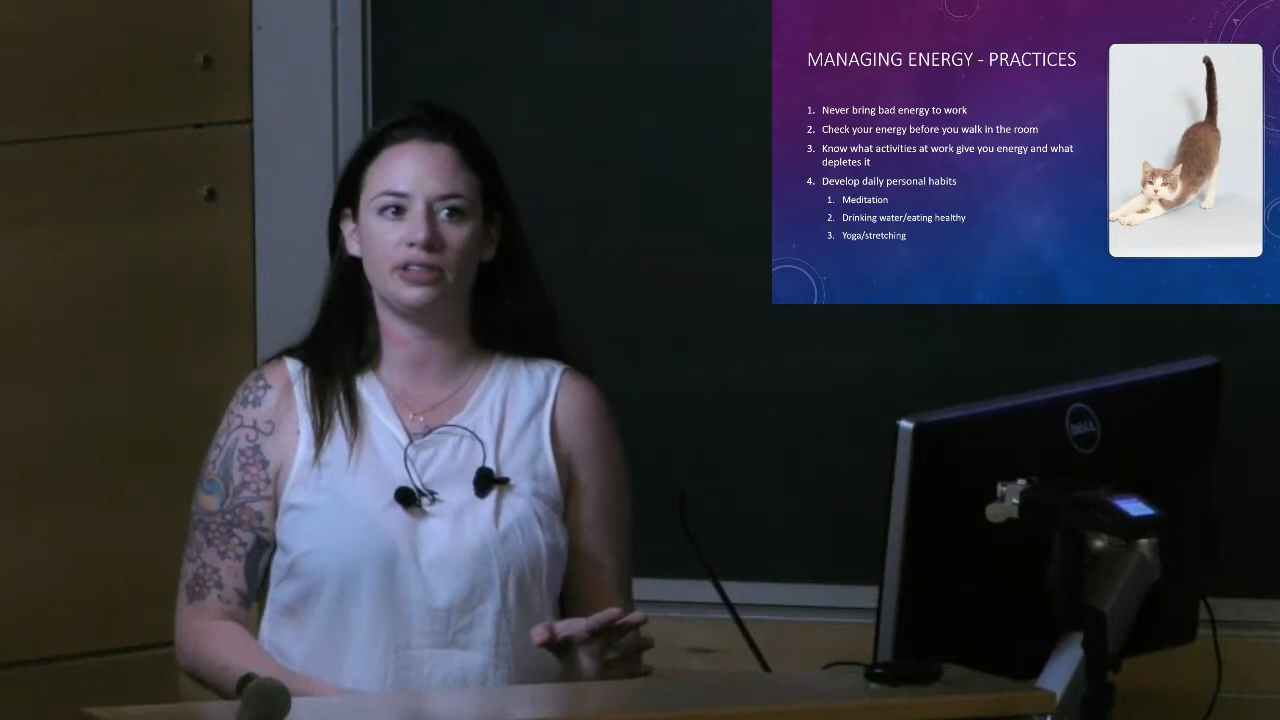 MANAGING ENERGY - PRACTICES
1. Never bring bad energy to work
2. Check your energy before you walk in the room
3. Know what activities at work give you energy and what
depletes it
4. Develop daily personal habits
1. Meditation
2. Drinking water/eating healthy
3. Yoga/stretching
DELL